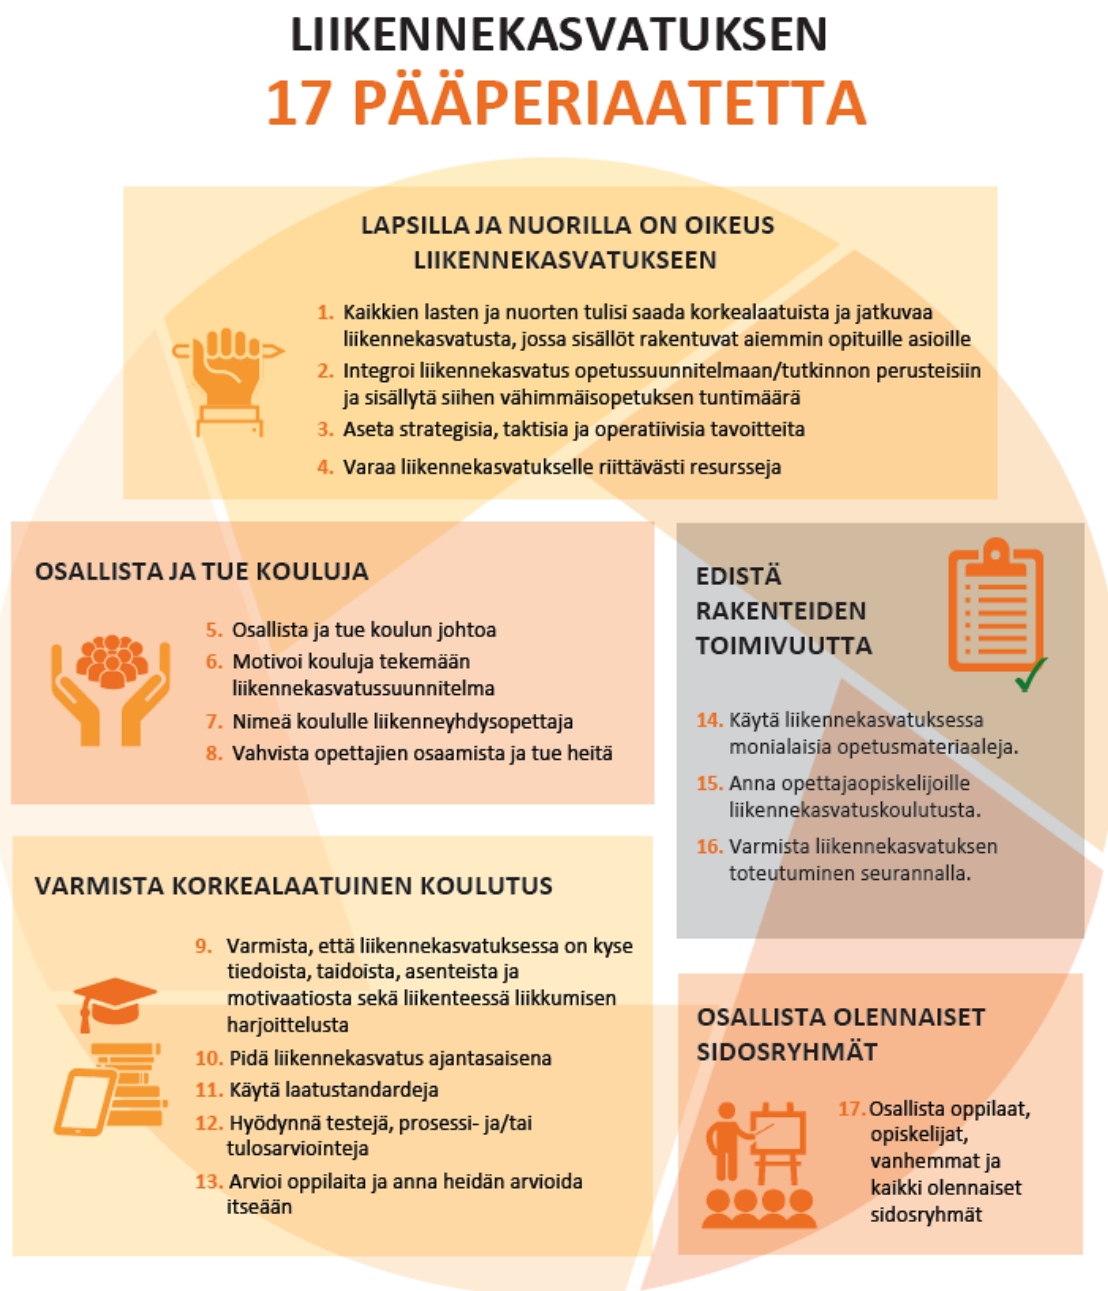 LIIKENNEKASVATUKSEN
17 PÄÄPERIAATETTA
LAPSILLA JA NUORILLA ON OIKEUS
LIIKENNEKASVATUKSEEN
1. Kaikkien lasten ja nuorten tulisi saada korkealaatuista ja jatkuvaa
liikennekasvatusta, jossa sisällöt rakentuvat aiemmin opituille asioille
2. Integroi liikennekasvatus opetussuunnitelmaan/tutkinnon perusteisiin
ja sisällytä siihen vähimmäisopetuksen tuntimäärä
3. Aseta strategisia, taktisia ja operatiivisia tavoitteita
4. Varaa liikennekasvatukselle riittävästi resursseja
OSALLISTA JA TUE KOULUJA
5. Osallista ja tue koulun johtoa
6. Motivoi kouluja tekemään
liikennekasvatussuunnitelma
7. Nimeä koululle liikenneyhdysopettaja
8. Vahvista opettajien osaamista ja tue heitä
VARMISTA KORKEALAATUINEN KOULUTUS
9. Varmista, että liikennekasvatuksessa on kyse
tiedoista, taidoista, asenteista ja
motivaatiosta sekä liikenteessä liikkumisen
harjoittelusta
10. Pidä liikennekasvatus ajantasaisena
11. Käytä laatustandardeja
12. Hyödynnä testejä, prosessi- ja/tai
tulosarviointeja
13. Arvioi oppilaita ja anna heidän arvioida
itseään
EDISTÄ
RAKENTEIDEN
TOIMIVUUTTA
14. Käytä liikennekasvatuksessa
monialaisia opetusmateriaaleja.
15. Anna opettajaopiskelijoille
liikennekasvatuskoulutusta.
16. Varmista liikennekasvatuksen
toteutuminen seurannalla.
OSALLISTA OLENNAISET
SIDOSRYHMÄT
17. Osallista oppilaat,
opiskelijat,
vanhemmat ja
kaikki olennaiset
sidosryhmät